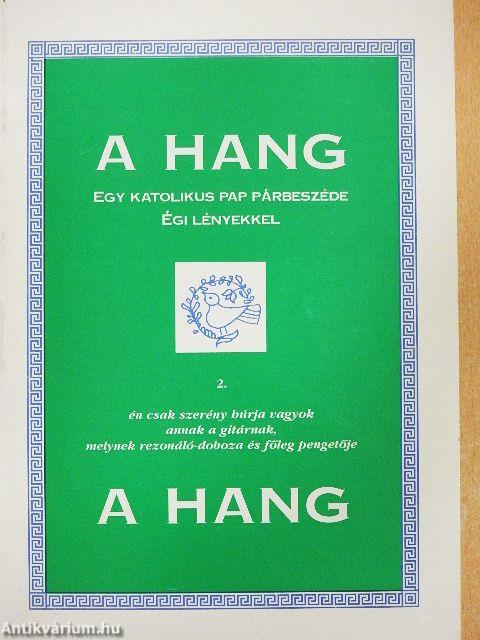 A HANG
EGY KATOLIKUS PAP PÁRBESZÉDE
ÉGI LÉNYEKKEL
2.
én csak szerény húrja vagyok
annak a gitárnak,
melynek rezonáló-doboza és főleg pengetője
A HANG
Antikvárium.hu